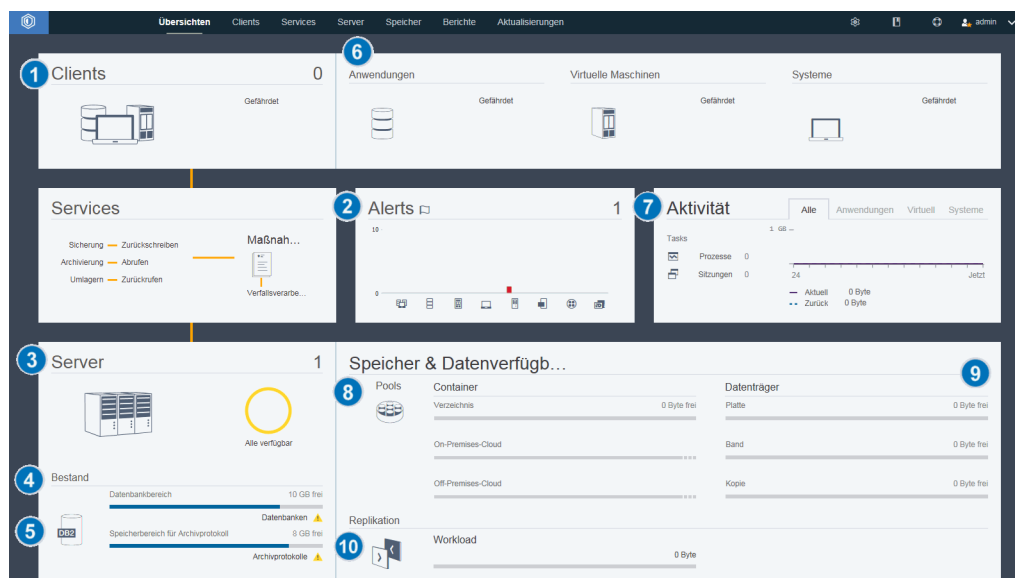 Übersichten Clients Services Server Speicher Berichte Aktualisierungen admin
1 Clients 0
Gefährdet
6
Anwendungen Virtuelle Maschinen Systeme
Gefährdet Gefährdet Gefährdet
Services
Sicherung Zurückschreiben
Archivierung Abrufen
Umlagern Zurückrufen
Maßnah...
Verfallsverarbe...
2 Alerts 1
10
0
7 Aktivität Alle Anwendungen Virtuell Systeme
1 GB
Tasks
Prozesse 0
Sitzungen 0
24 Jetzt
Aktuell 0 Byte
Zurück 0 Byte
3 Server 1
Alle verfügbar
4 Bestand
Datenbankbereich 10 GB frei
Datenbanken
5 DB2
Speicherbereich für Archivprotokoll 8 GB frei
Archivprotokolle
Speicher & Datenverfügb...
8 Pools Container Datenträger 9
Verzeichnis 0 Byte frei Platte 0 Byte frei
On-Premises-Cloud Band 0 Byte frei
Off-Premises-Cloud Kopie 0 Byte frei
Replikation
10 Workload
0 Byte